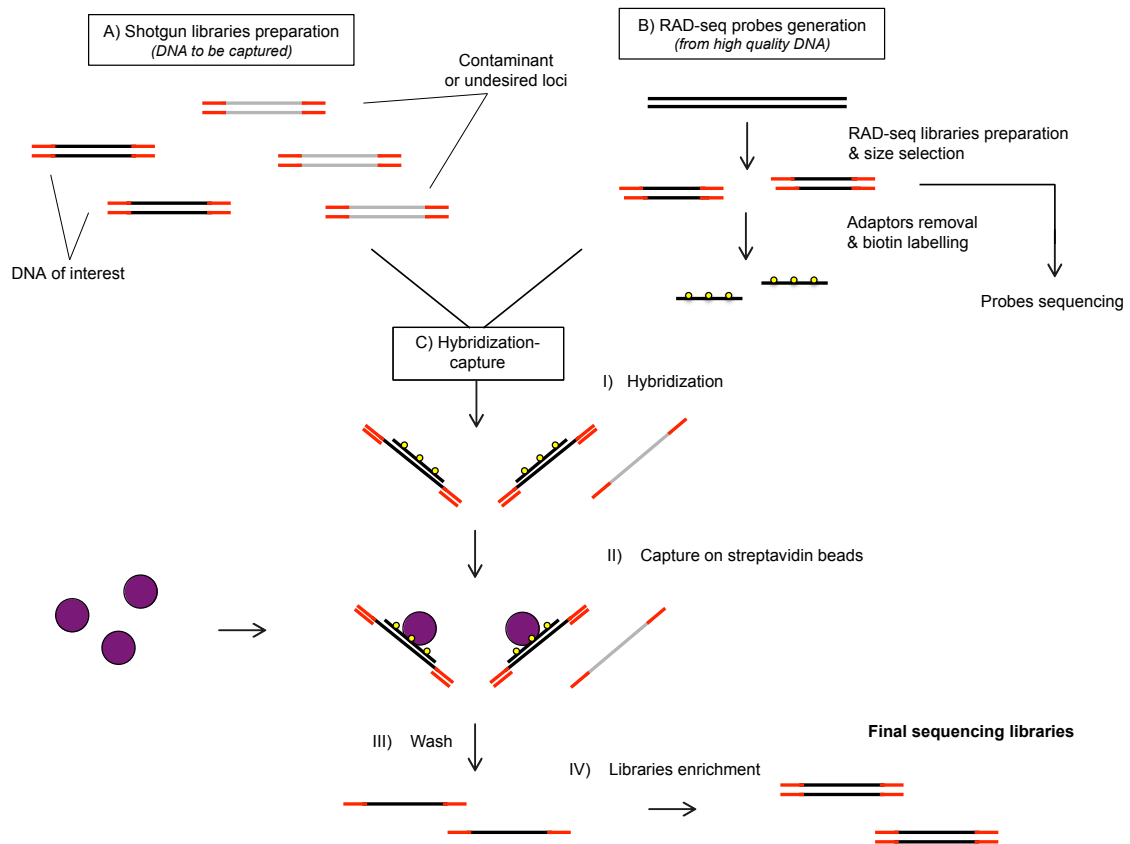 A) Shotgun libraries preparation
(DNA to be captured)
B) RAD-seq probes generation
(from high quality DNA)
Contaminant
or undesired loci
RAD-seq libraries preparation
& size selection
Adaptors removal
& biotin labelling
DNA of interest
Probes sequencing
C) Hybridization-
capture
I) Hybridization
II) Capture on streptavidin beads
III) Wash
Final sequencing libraries
IV) Libraries enrichment